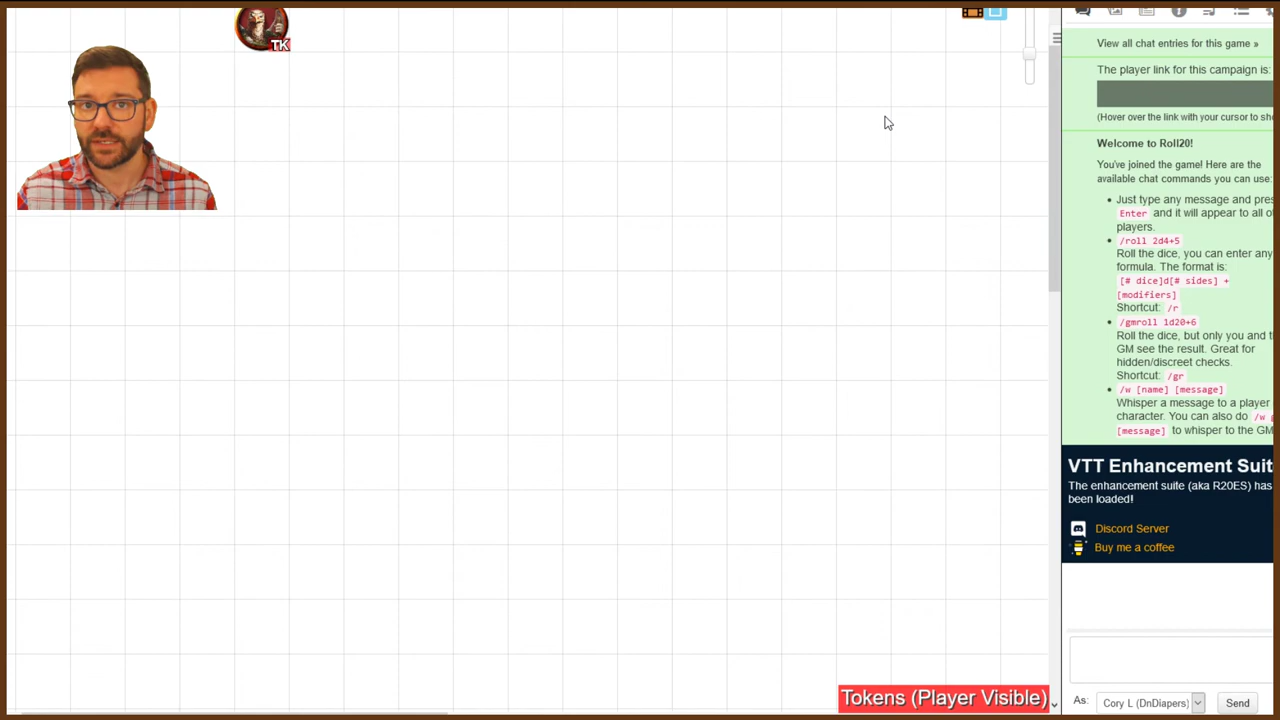 TK
View all chat entries for this game »
The player link for this campaign is:
(Hover over the link with your cursor to sho
Welcome to Roll20!
You've joined the game! Here are the
available chat commands you can use:
Just type any message and pres
Enter and it will appear to all o
players.
/roll 2d4+5
Roll the dice, you can enter any
formula. The format is:
[# dice]d[# sides] +
[modifiers]
Shortcut: /r
/gmroll 1d20+6
Roll the dice, but only you and t
GM see the result. Great for
hidden/discreet checks.
Shortcut: /gr
/w [name] [message]
Whisper a message to a player
character. You can also do /w g
[message] to whisper to the GM
VTT Enhancement Suit
The enhancement suite (aka R20ES) has
been loaded!
Discord Server
Buy me a coffee
Tokens (Player Visible)
As: Cory L (DnDiapers) Send